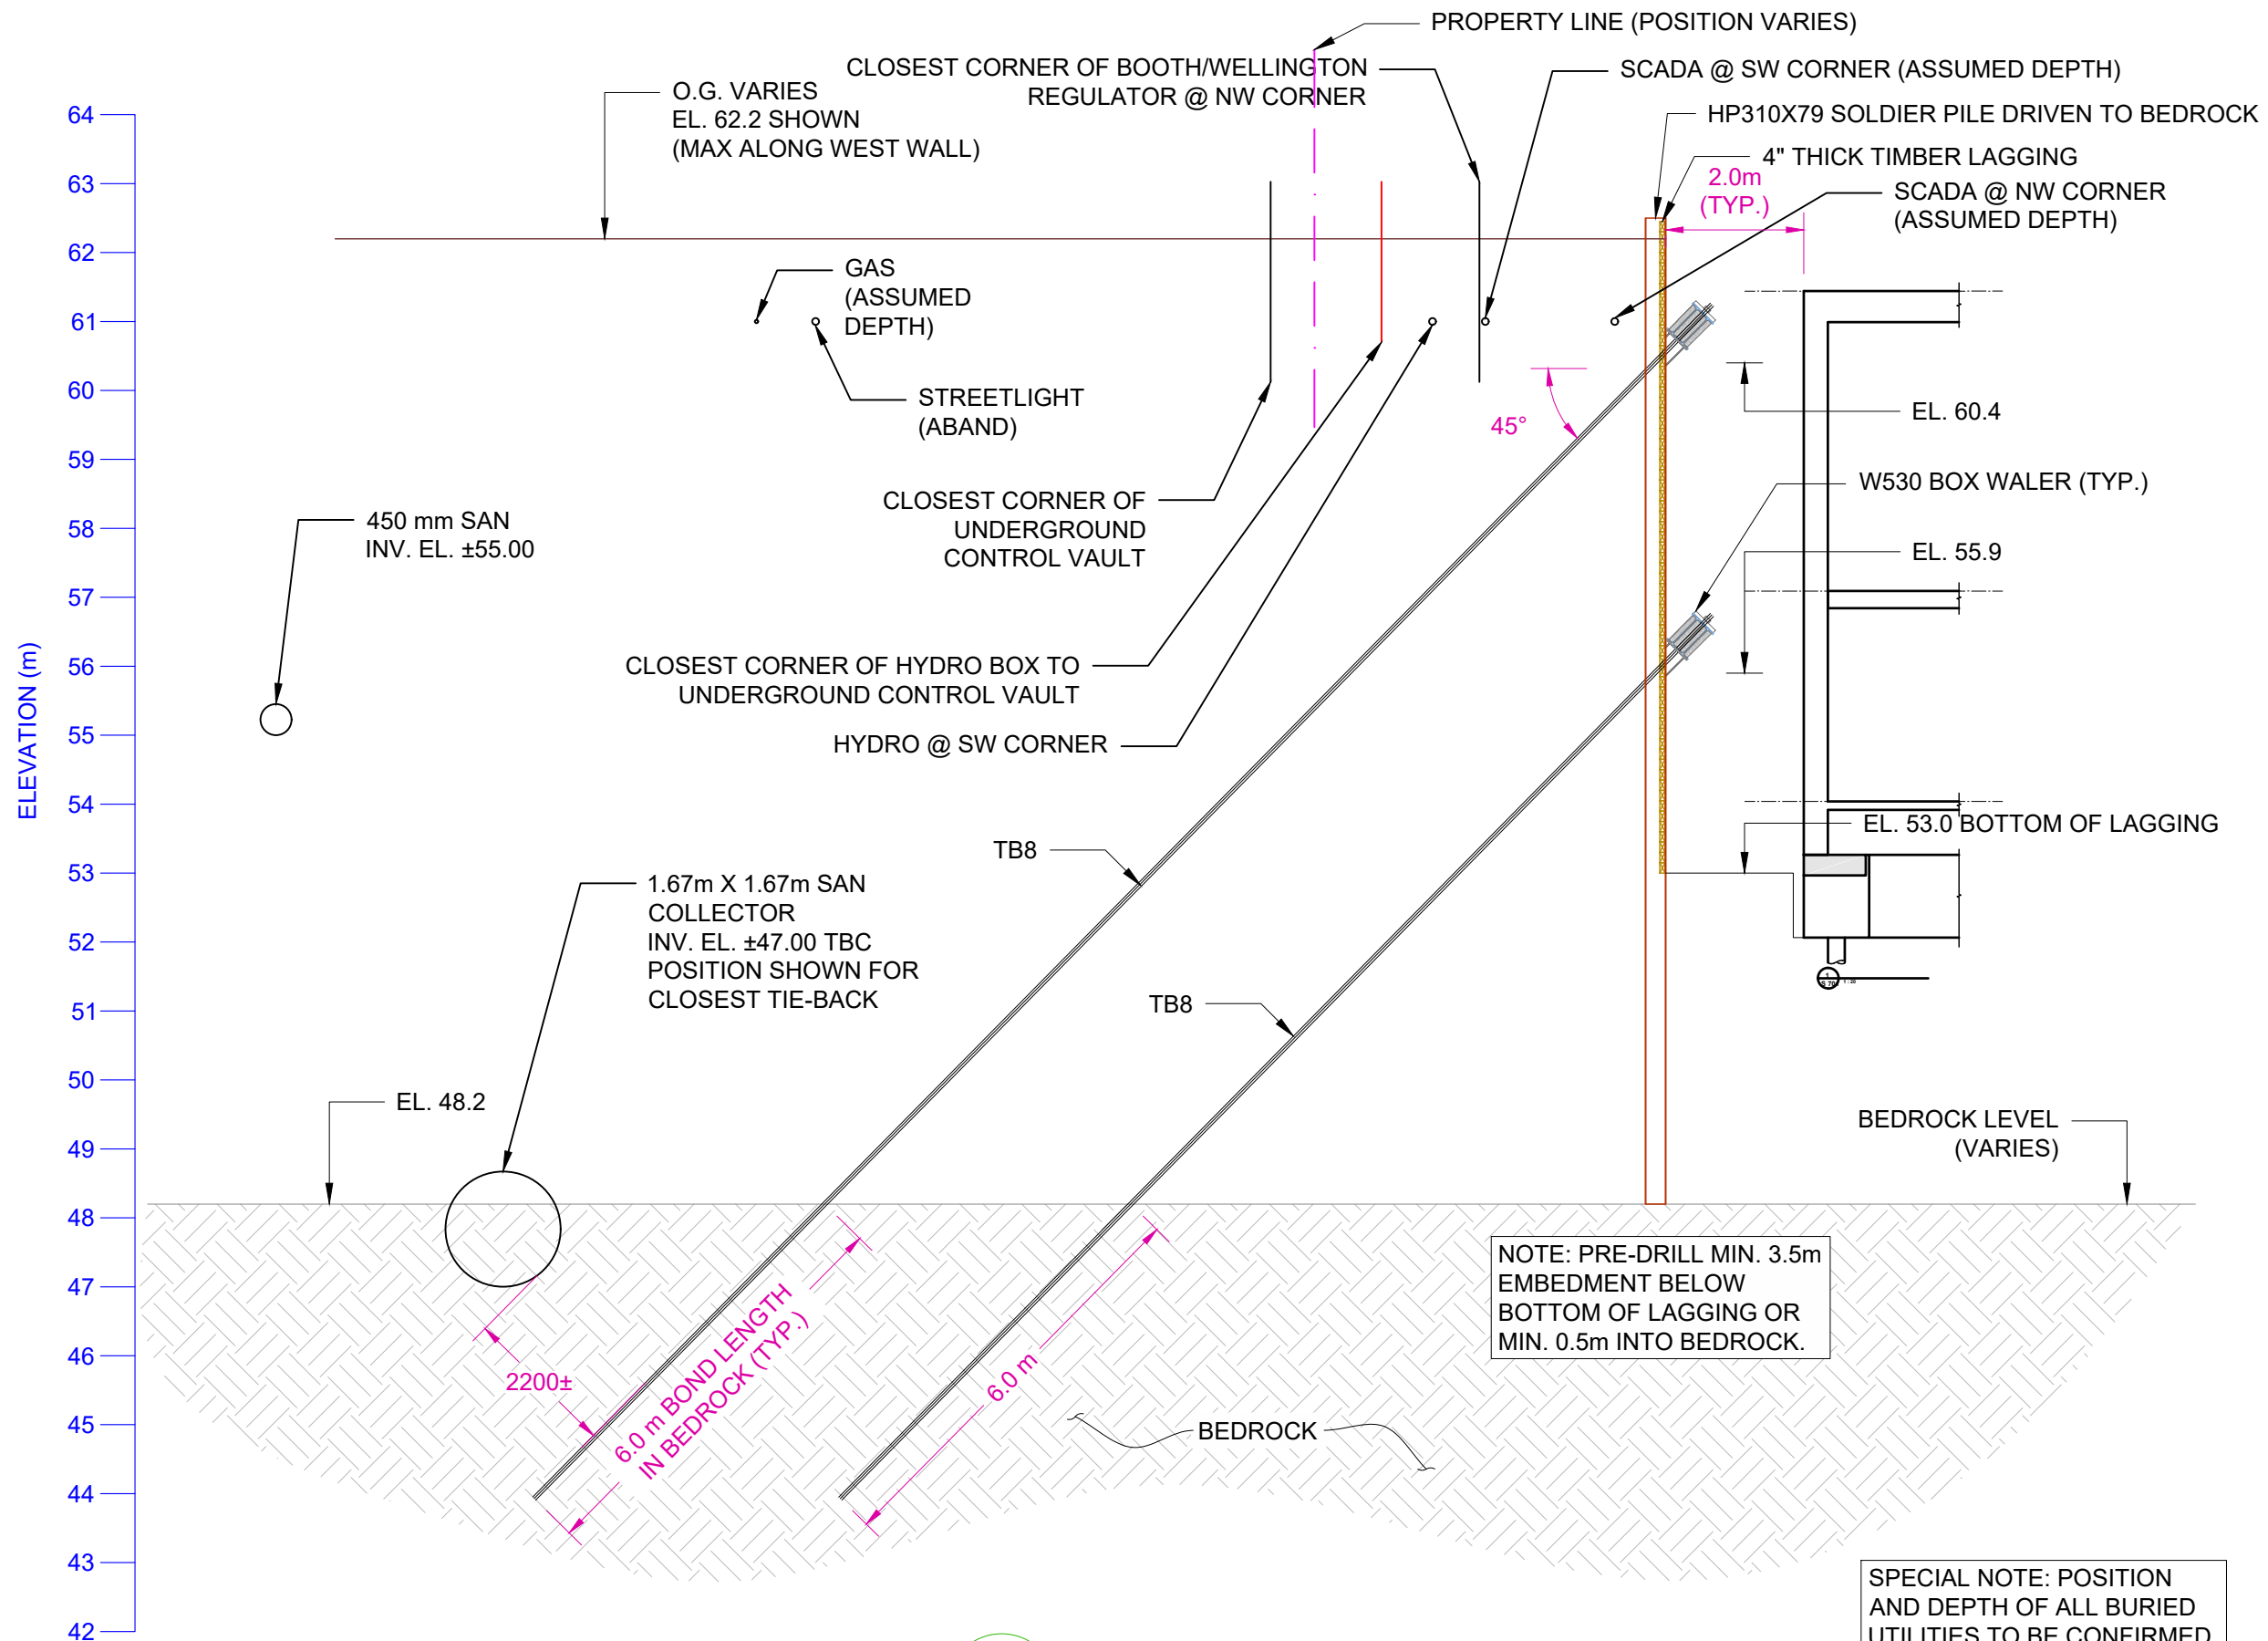 PROPERTY LINE (POSITION VARIES)
CLOSEST CORNER OF BOOTH/WELLINGTON
REGULATOR @ NW CORNER
SCADA @ SW CORNER (ASSUMED DEPTH)
O.G. VARIES
EL. 62.2 SHOWN
(MAX ALONG WEST WALL)
HP310X79 SOLDIER PILE DRIVEN TO BEDROCK
4" THICK TIMBER LAGGING
2.0m
(TYP.)
SCADA @ NW CORNER
(ASSUMED DEPTH)
GAS
(ASSUMED
DEPTH)
STREETLIGHT
(ABAND)
45°
EL. 60.4
W530 BOX WALER (TYP.)
CLOSEST CORNER OF
UNDERGROUND
CONTROL VAULT
450 mm SAN
INV. EL. ±55.00
EL. 55.9
CLOSEST CORNER OF HYDRO BOX TO
UNDERGROUND CONTROL VAULT
HYDRO @ SW CORNER
EL. 53.0 BOTTOM OF LAGGING
TB8
1.67m X 1.67m SAN
COLLECTOR
INV. EL. ±47.00 TBC
POSITION SHOWN FOR
CLOSEST TIE-BACK
TB8
EL. 48.2
BEDROCK LEVEL
(VARIES)
NOTE: PRE-DRILL MIN. 3.5m
EMBEDMENT BELOW
BOTTOM OF LAGGING OR
MIN. 0.5m INTO BEDROCK.
2200±
6.0 m BOND LENGTH
IN BEDROCK (TYP.)
6.0 m
BEDROCK
SPECIAL NOTE: POSITION
AND DEPTH OF ALL BURIED
UTILITIES TO BE CONFIRMED
ELEVATION (m)
64
63
62
61
60
59
58
57
56
55
54
53
52
51
50
49
48
47
46
45
44
43
42